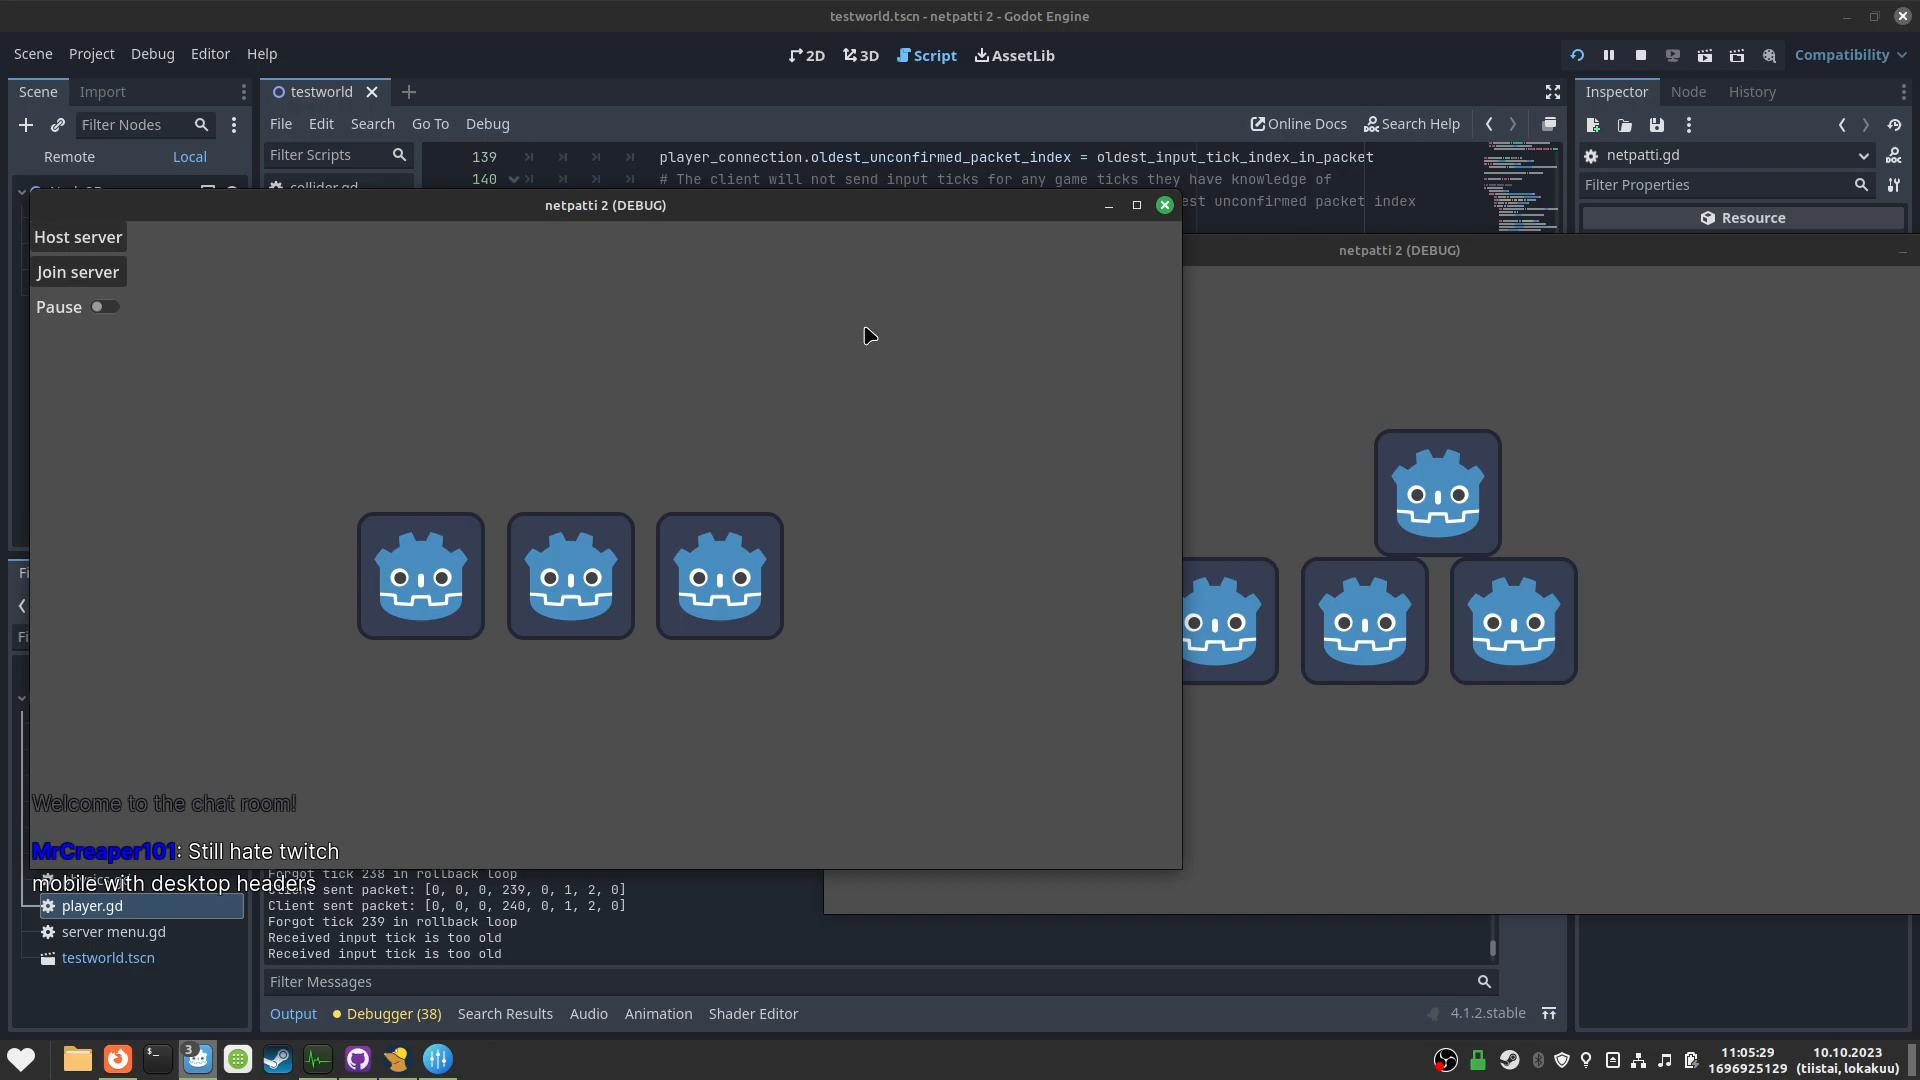 testworld.tscn - netpatti 2 - Godot Engine
Scene Project Debug Editor Help
2D 3D Script AssetLib
Compatibility
Scene Import
testworld
Inspector Node History
Filter Nodes
File Edit Search Go To Debug
Online Docs Search Help
Remote Local
Filter Scripts
139 player_connection.oldest_unconfirmed_packet_index = oldest_input_tick_index_in_packet
140 # The client will not send input ticks for any game ticks they have knowledge of
est unconfirmed packet index
netpatti.gd
Filter Properties
Resource
netpatti 2 (DEBUG)
netpatti 2 (DEBUG)
Host server
Join server
Pause
Welcome to the chat room!
MrCreaper101: Still hate twitch
mobile with desktop headers
player.gd
server menu.gd
testworld.tscn
Forgot tick 238 in rollback loop
Client sent packet: [0, 0, 0, 239, 0, 1, 2, 0]
Client sent packet: [0, 0, 0, 240, 0, 1, 2, 0]
Forgot tick 239 in rollback loop
Received input tick is too old
Received input tick is too old
Filter Messages
Output Debugger (38) Search Results Audio Animation Shader Editor
4.1.2.stable
3
11:05:29 10.10.2023
1696925129 (tiistai, lokakuu)